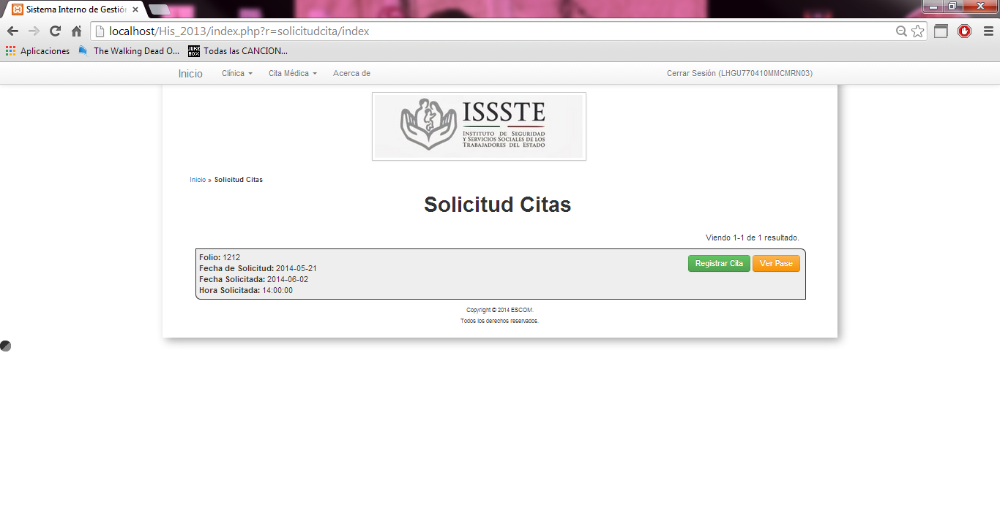 Sistema Interno de Gestión
localhost/His_2013/index.php?r=solicitudcita/index
Aplicaciones The Walking Dead O... JUKE BOX Todas las CANCION...
Inicio Clínica Cita Médica Acerca de Cerrar Sesión (LHGU770410MMCMRN03)
ISSSTE
INSTITUTO DE SEGURIDAD
Y SERVICIOS SOCIALES DE LOS
TRABAJADORES DEL ESTADO
Inicio » Solicitud Citas
Solicitud Citas
Viendo 1-1 de 1 resultado.
Folio: 1212 Registrar Cita Ver Pase
Fecha de Solicitud: 2014-05-21
Fecha Solicitada: 2014-06-02
Hora Solicitada: 14:00:00
Copyright © 2014 ESCOM.
Todos los derechos reservados.